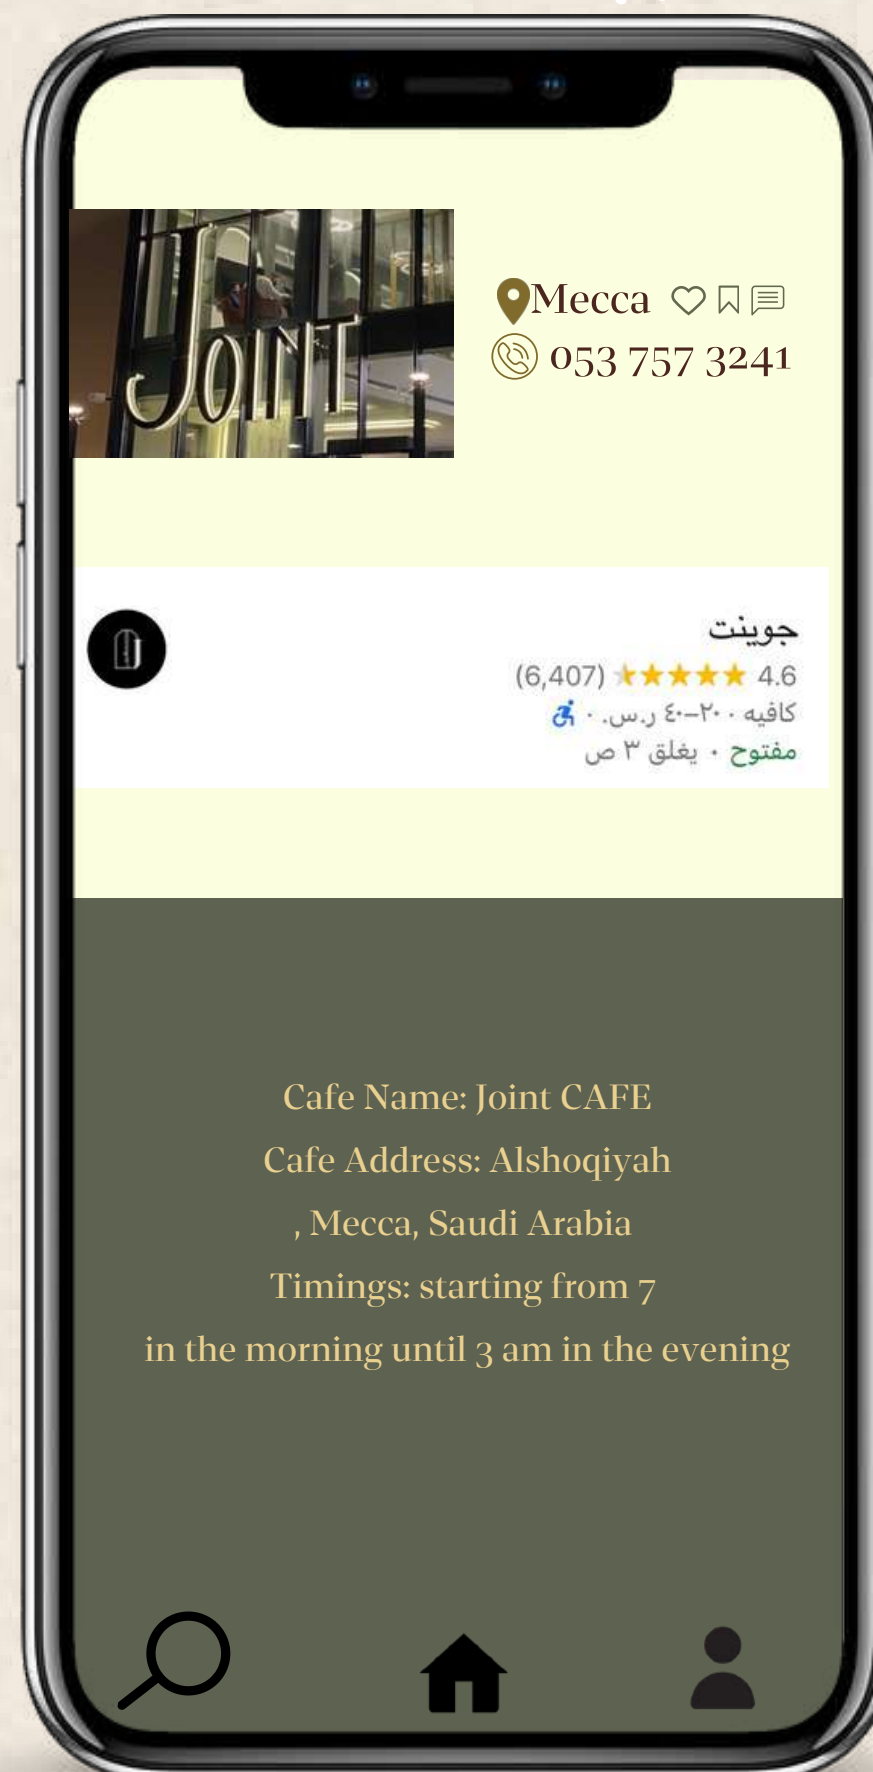 JOINT
Mecca
053 757 3241
جوينت
4.6 (6,407)
كافيه · ٢٠–٤٠ ر.س. ·
مفتوح · يغلق ٣ ص
Cafe Name: Joint CAFE
Cafe Address: Alshoqiyah
, Mecca, Saudi Arabia
Timings: starting from 7
in the morning until 3 am in the evening